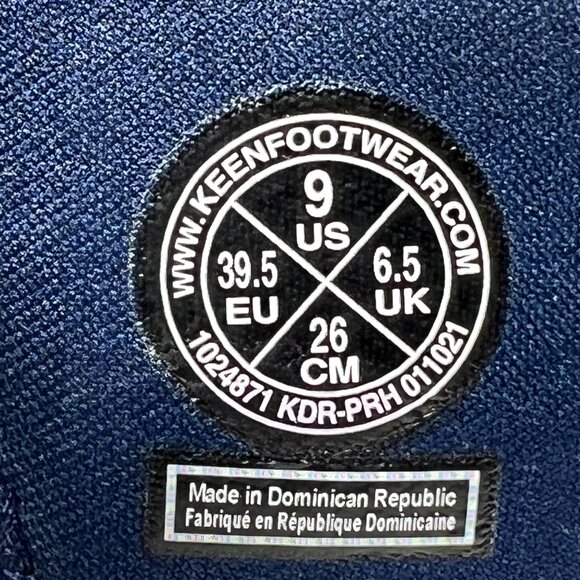 WWW.KEENFOOTWEAR.COM
9
US
39.5
EU
6.5
UK
26
CM
1024871 KDR-PRH 011021
Made in Dominican Republic
Fabriqué en République Dominicaine